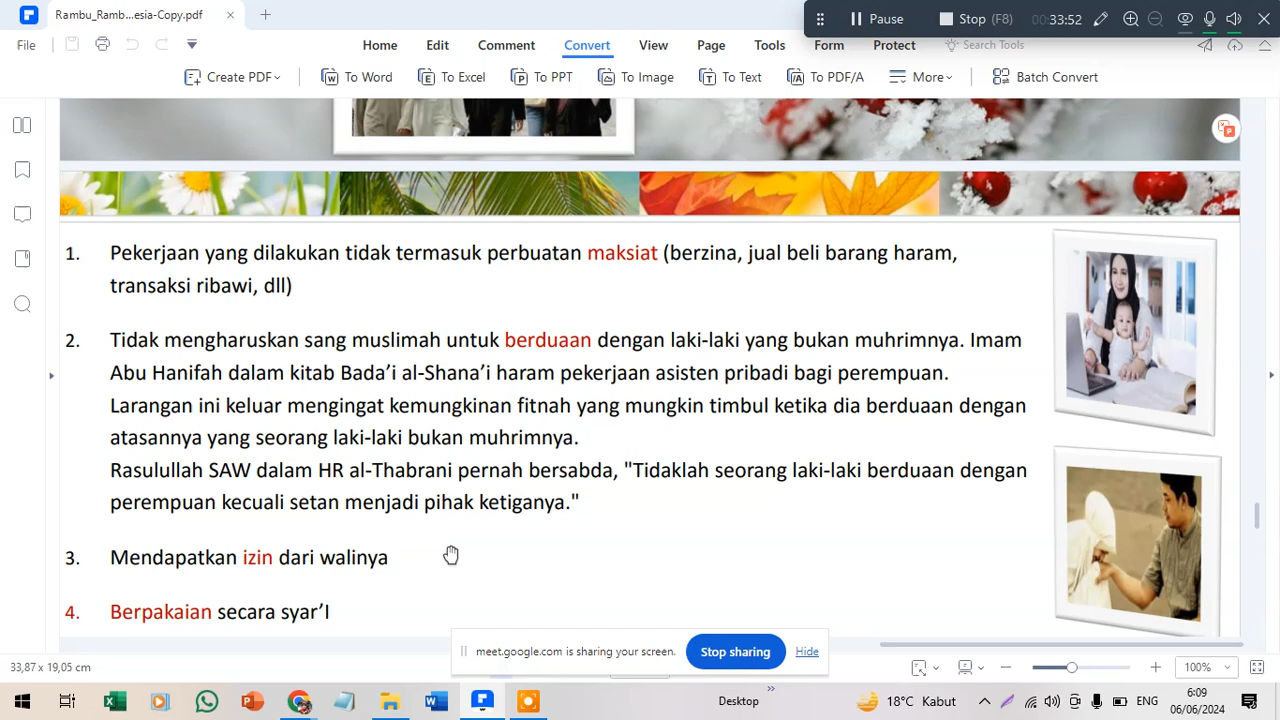 Rambu_Ramb...esia-Copy.pdf
Pause
Stop (F8)
00:33:52
File
Home
Edit
Comment
Convert
View
Page
Tools
Form
Protect
Search Tools
Create PDF
To Word
To Excel
To PPT
To Image
To Text
To PDF/A
More
Batch Convert
1. Pekerjaan yang dilakukan tidak termasuk perbuatan maksiat (berzina, jual beli barang haram,
transaksi ribawi, dll)
2. Tidak mengharuskan sang muslimah untuk berduaan dengan laki-laki yang bukan muhrimnya. Imam
Abu Hanifah dalam kitab Bada’i al-Shana’i haram pekerjaan asisten pribadi bagi perempuan.
Larangan ini keluar mengingat kemungkinan fitnah yang mungkin timbul ketika dia berduaan dengan
atasannya yang seorang laki-laki bukan muhrimnya.
Rasulullah SAW dalam HR al-Thabrani pernah bersabda, "Tidaklah seorang laki-laki berduaan dengan
perempuan kecuali setan menjadi pihak ketiganya."
3. Mendapatkan izin dari walinya
4. Berpakaian secara syar’I
meet.google.com is sharing your screen.
Stop sharing
Hide
33,87 x 19,05 cm
100%
Desktop
18°C Kabut
ENG
6:09
06/06/2024